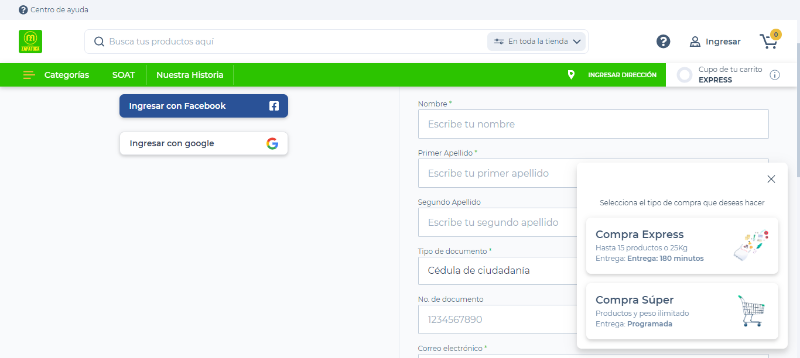 Centro de ayuda
Busca tus productos aquí
En toda la tienda
Ingresar
0
Categorías
SOAT
Nuestra Historia
INGRESAR DIRECCIÓN
Cupo de tu carrito
EXPRESS
Ingresar con Facebook
Ingresar con google
Nombre *
Escribe tu nombre
Primer Apellido *
Escribe tu primer apellido
Segundo Apellido
Escribe tu segundo apellido
Tipo de documento *
Cédula de ciudadanía
No. de documento
1234567890
Correo electrónico *
Selecciona el tipo de compra que deseas hacer
Compra Express
Hasta 15 productos o 25Kg
Entrega: Entrega: 180 minutos
Compra Súper
Productos y peso ilimitado
Entrega: Programada